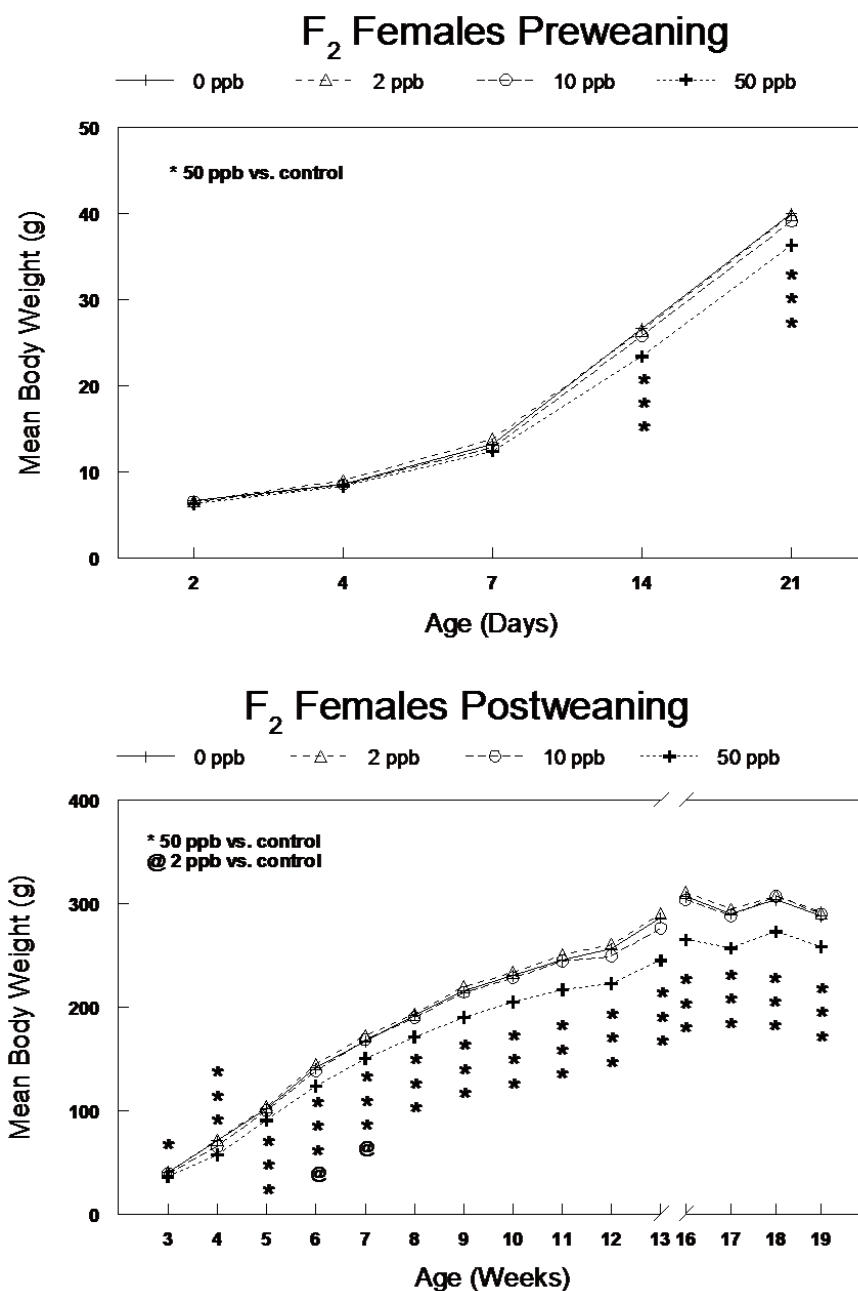 F2 Females Preweaning
0 ppb 2 ppb 10 ppb 50 ppb
50
40
30
20
10
0
* 50 ppb vs. control
*
*
*
*
*
*
Mean Body Weight (g)
2 4 7 14 21
Age (Days)
F2 Females Postweaning
0 ppb 2 ppb 10 ppb 50 ppb
400
300
200
100
0
* 50 ppb vs. control
@ 2 ppb vs. control
* * * * * * * * * * * * * * *
* * * * * * * * * * * * * *
* * * * * * * * * * * * * *
@ @
Mean Body Weight (g)
3 4 5 6 7 8 9 10 11 12 13 16 17 18 19
Age (Weeks)